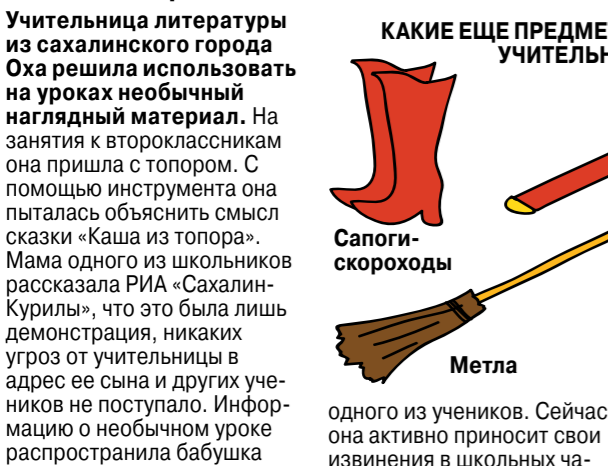 Учительница литературы
из сахалинского города
Оха решила использовать
на уроках необычный
наглядный материал. На
занятия к второклассникам
она пришла с топором. С
помощью инструмента она
пыталась объяснить смысл
сказки «Каша из топора».
Мама одного из школьников
рассказала РИА «Сахалин-
Курилы», что это была лишь
демонстрация, никаких
угроз от учительницы в
адрес ее сына и других уче-
ников не поступало. Инфор-
мацию о необычном уроке
распространила бабушка
КАКИЕ ЕЩЕ ПРЕДМЕ
УЧИТЕЛЬН
Сапоги-
скороходы
Метла
одного из учеников. Сейчас
она активно приносит свои
извинения в школьных ча-